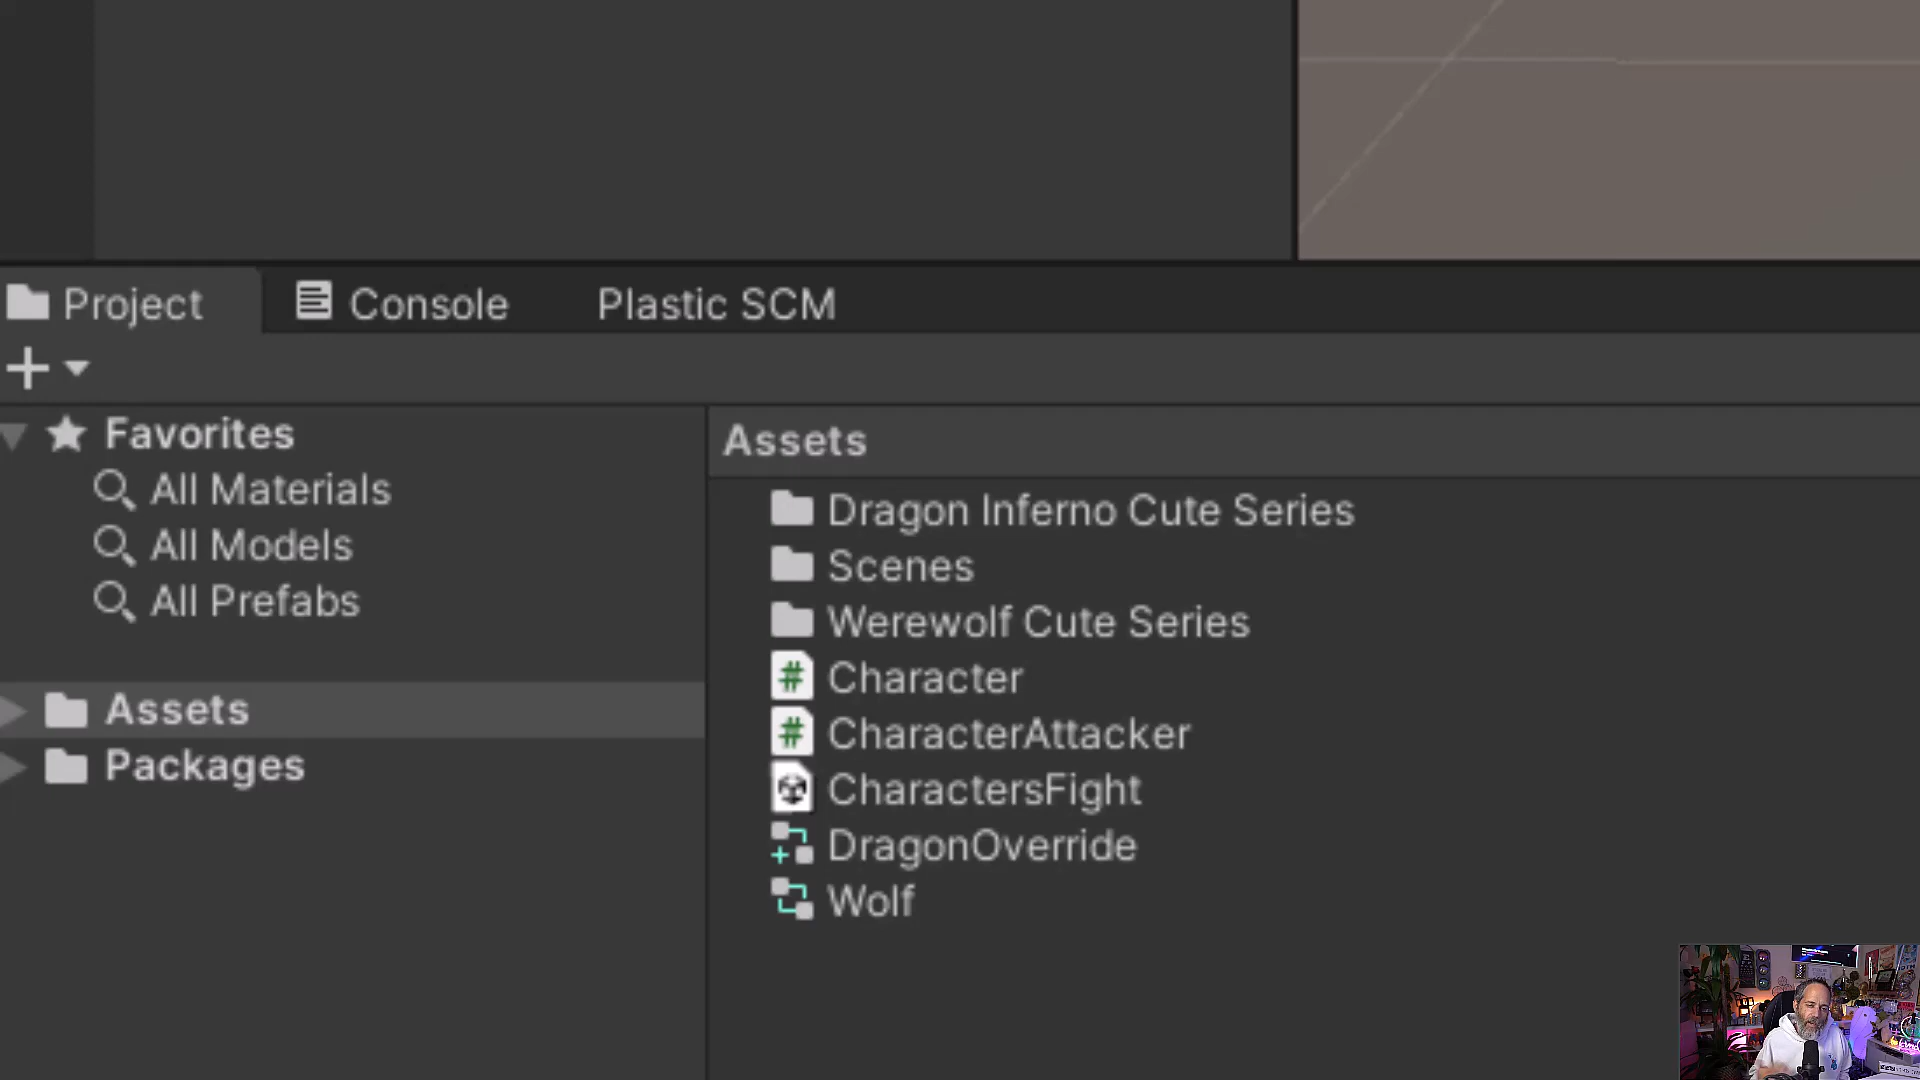 Project
Console
Plastic SCM
Favorites
All Materials
All Models
All Prefabs
Assets
Packages
Assets
Dragon Inferno Cute Series
Scenes
Werewolf Cute Series
Character
CharacterAttacker
CharactersFight
DragonOverride
Wolf